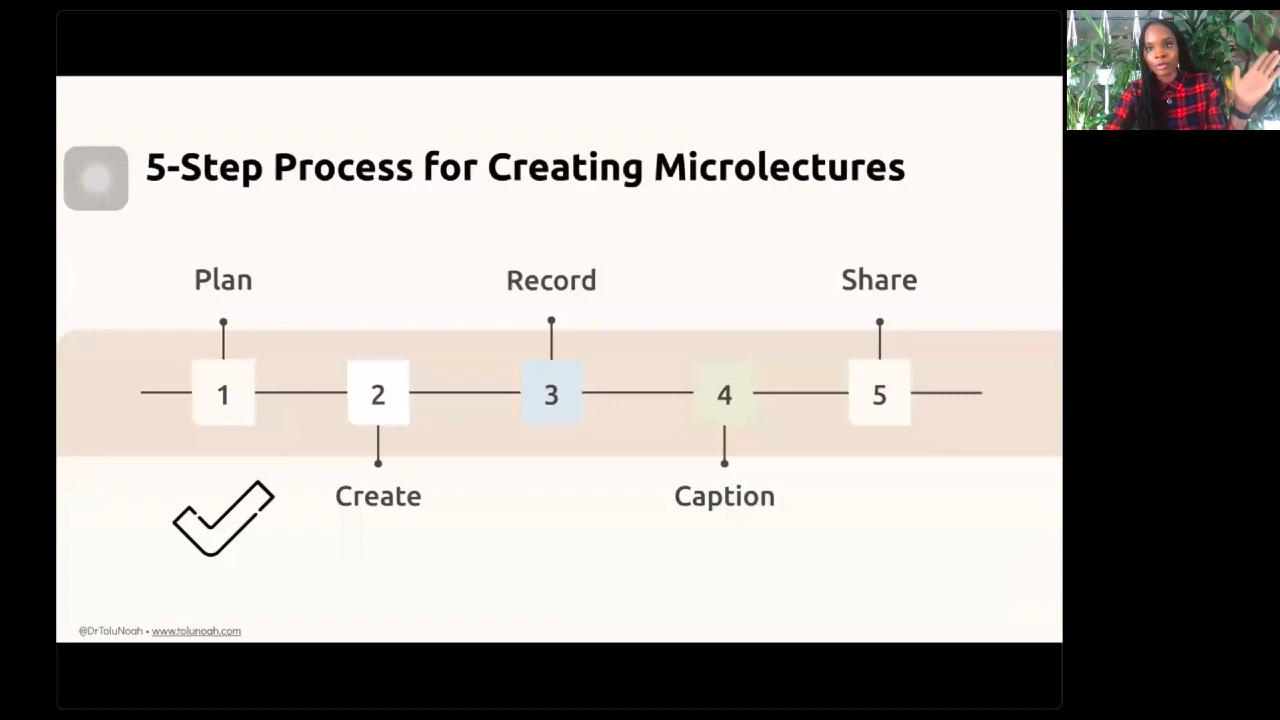 5-Step Process for Creating Microlectures
Plan
Record
Share
1
2
3
4
5
Create
Caption
@DrToluNoah • www.tolunoah.com